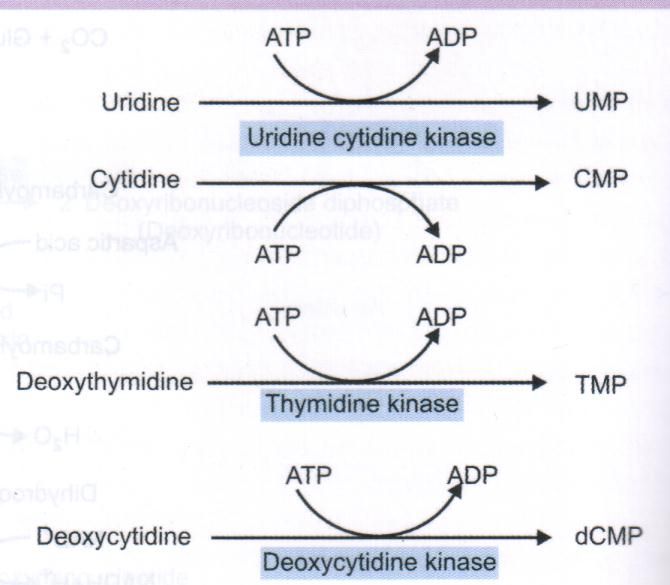 ATP ADP
Uridine UMP
Uridine cytidine kinase
Cytidine CMP
ATP ADP
ATP ADP
Deoxythymidine TMP
Thymidine kinase
ATP ADP
Deoxycytidine dCMP
Deoxycytidine kinase